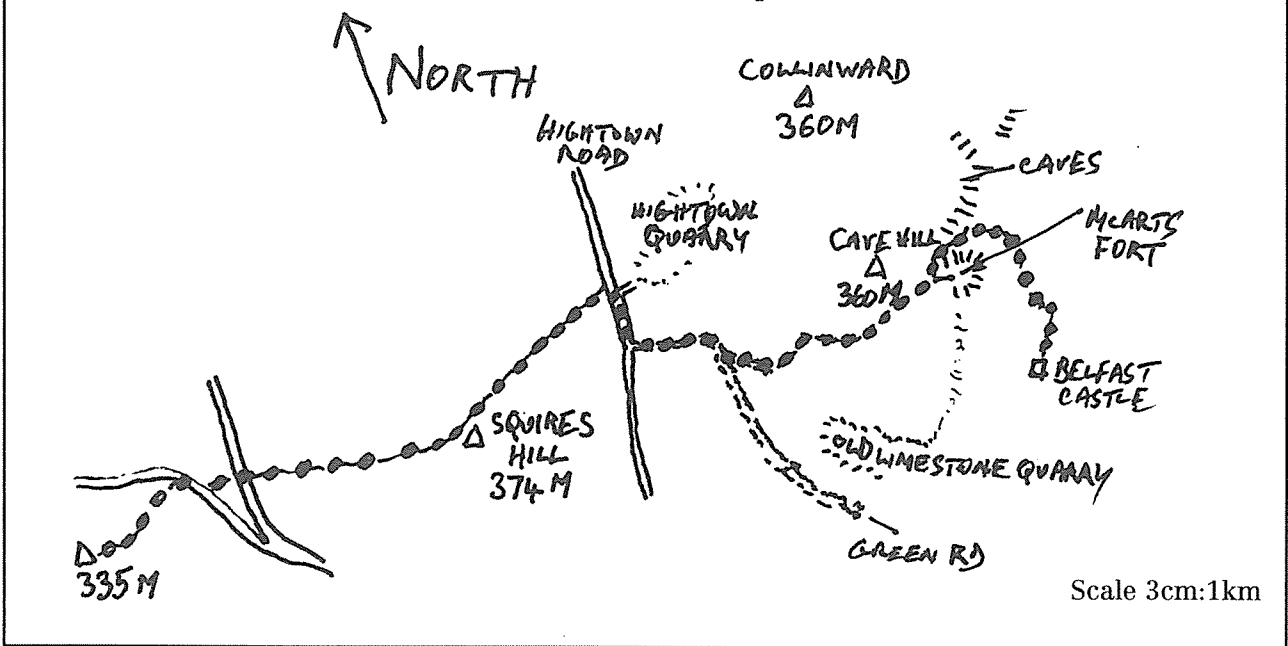 NORTH
COLLINWARD
360M
HIGHTOWN
ROAD
CAVES
HIGHTOWN
QUARRY
McARTS
FORT
CAVE HILL
360M
BELFAST
CASTLE
SQUIRES
HILL
374 M
OLD LIMESTONE QUARRY
GREEN RD
335 M
Scale 3cm:1km